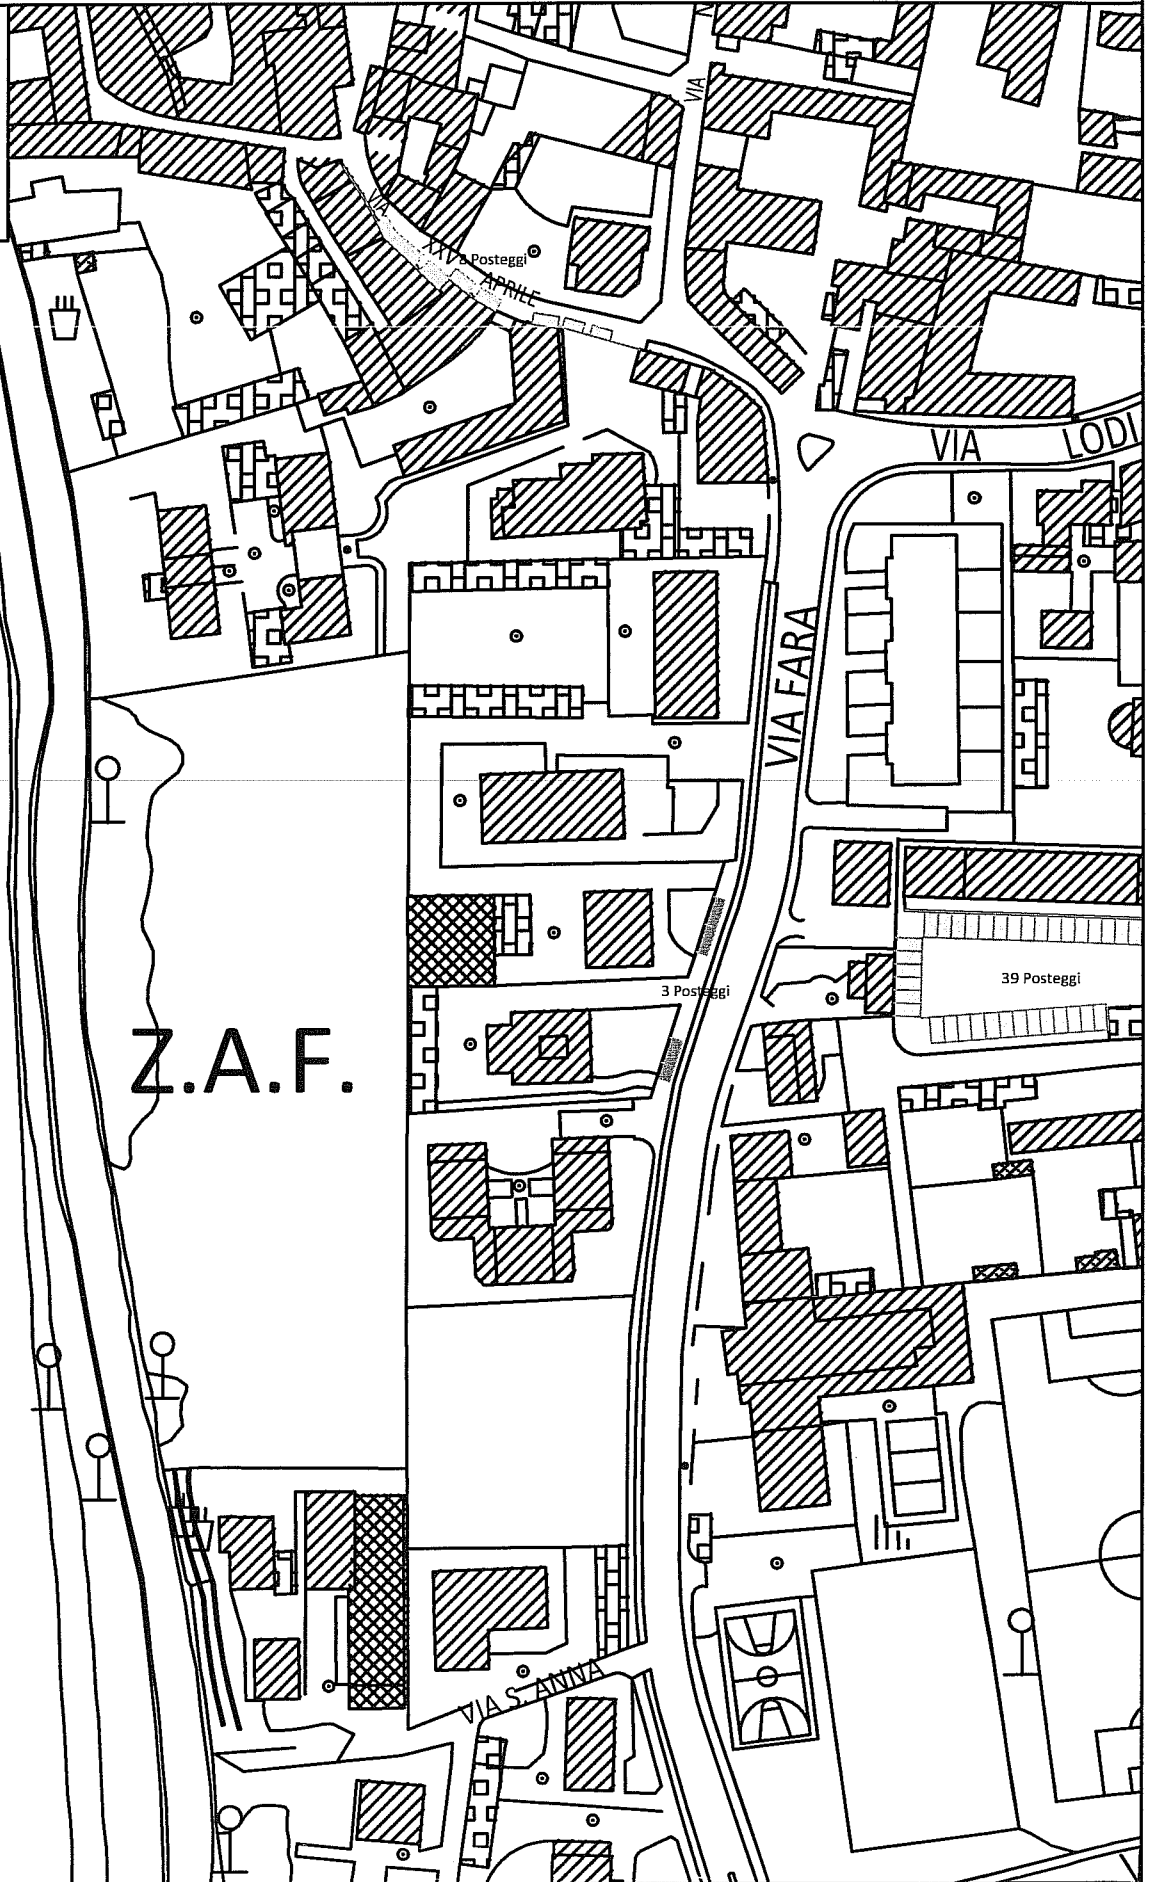 VIA
VIA
XXV
8 Posteggi
APRILE
VIA LODI
VIA FARA
3 Posteggi
39 Posteggi
Z.A.F.
VIA S. ANNA